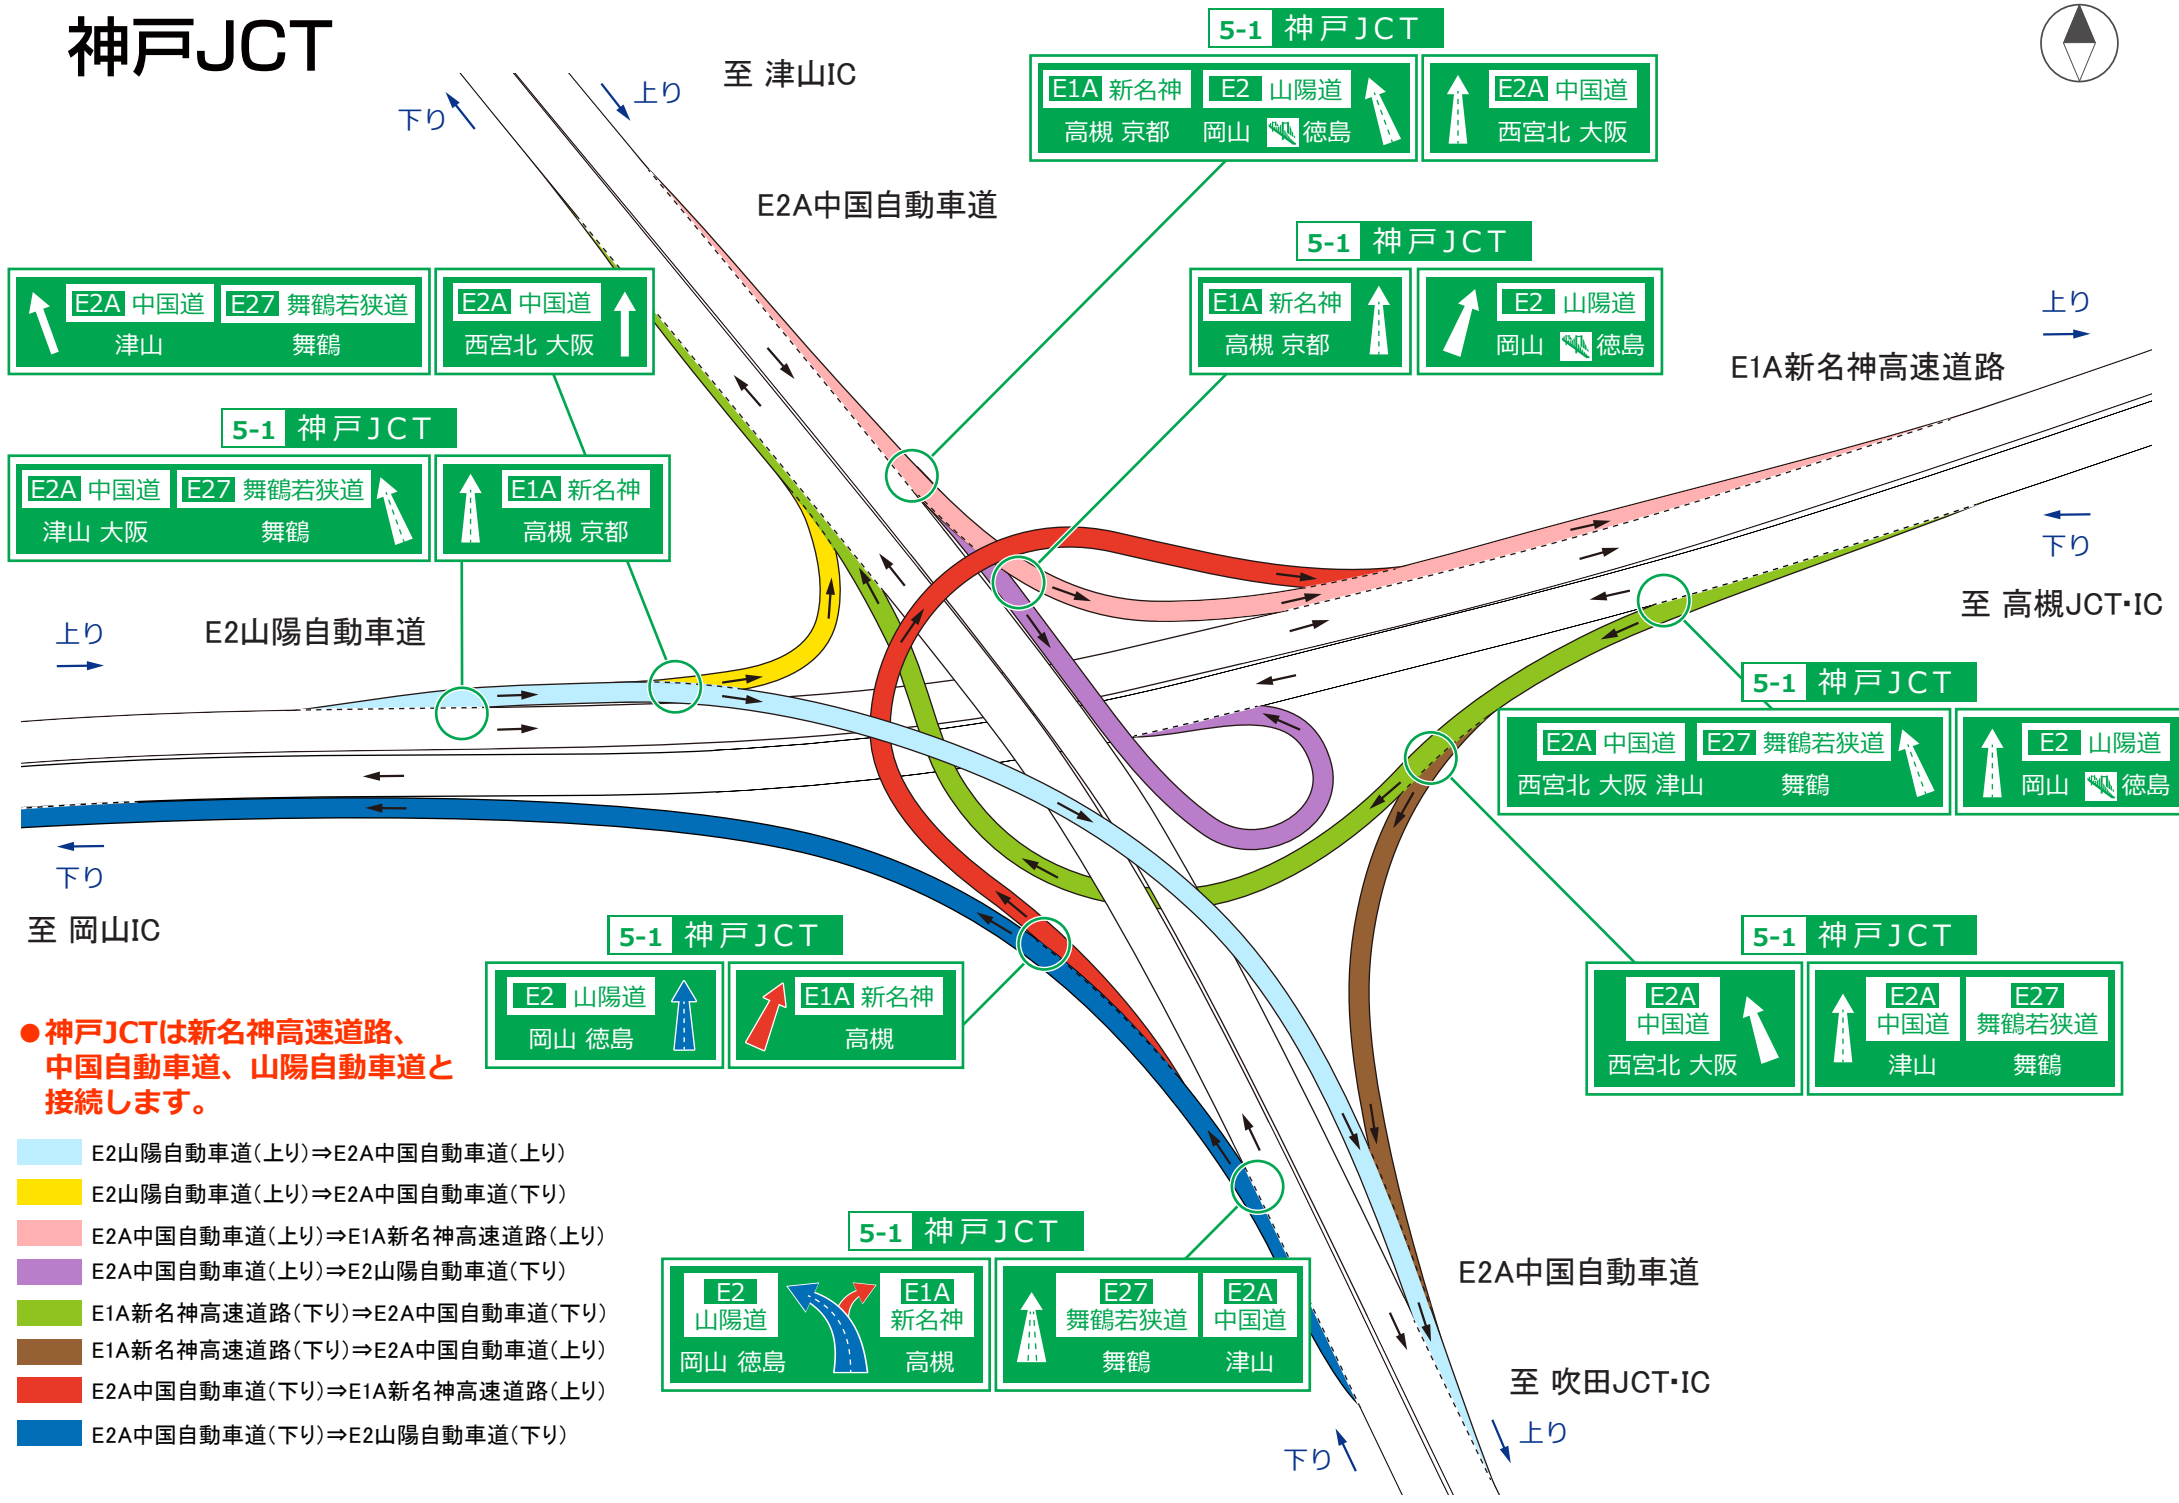 神戸JCT
5-1 神戸JCT
E1A 新名神 E2 山陽道
高槻 京都 岡山 徳島
E2A 中国道
西宮北 大阪
至 津山IC
上り
下り
E2A中国自動車道
5-1 神戸JCT
E1A 新名神
高槻 京都
E2 山陽道
岡山 徳島
E2A 中国道 E27 舞鶴若狭道
津山 舞鶴
E2A 中国道
西宮北 大阪
上り
E1A新名神高速道路
5-1 神戸JCT
E2A 中国道 E27 舞鶴若狭道
津山 大阪 舞鶴
E1A 新名神
高槻 京都
下り
至 高槻JCT・IC
上り
E2山陽自動車道
5-1 神戸JCT
E2A 中国道 E27 舞鶴若狭道
西宮北 大阪 津山 舞鶴
E2 山陽道
岡山 徳島
下り
至 岡山IC
5-1 神戸JCT
E2 山陽道
岡山 徳島
E1A 新名神
高槻
5-1 神戸JCT
E2A
中国道
西宮北 大阪
E2A
中国道
津山
E27
舞鶴若狭道
舞鶴
●神戸JCTは新名神高速道路、
中国自動車道、山陽自動車道と
接続します。
E2山陽自動車道(上り)⇒E2A中国自動車道(上り)
E2山陽自動車道(上り)⇒E2A中国自動車道(下り)
E2A中国自動車道(上り)⇒E1A新名神高速道路(上り)
E2A中国自動車道(上り)⇒E2山陽自動車道(下り)
E1A新名神高速道路(下り)⇒E2A中国自動車道(下り)
E1A新名神高速道路(下り)⇒E2A中国自動車道(上り)
E2A中国自動車道(下り)⇒E1A新名神高速道路(上り)
E2A中国自動車道(下り)⇒E2山陽自動車道(下り)
5-1 神戸JCT
E2
山陽道
岡山 徳島
E1A
新名神
高槻
E27
舞鶴若狭道
舞鶴
E2A
中国道
津山
E2A中国自動車道
至 吹田JCT・IC
上り
下り